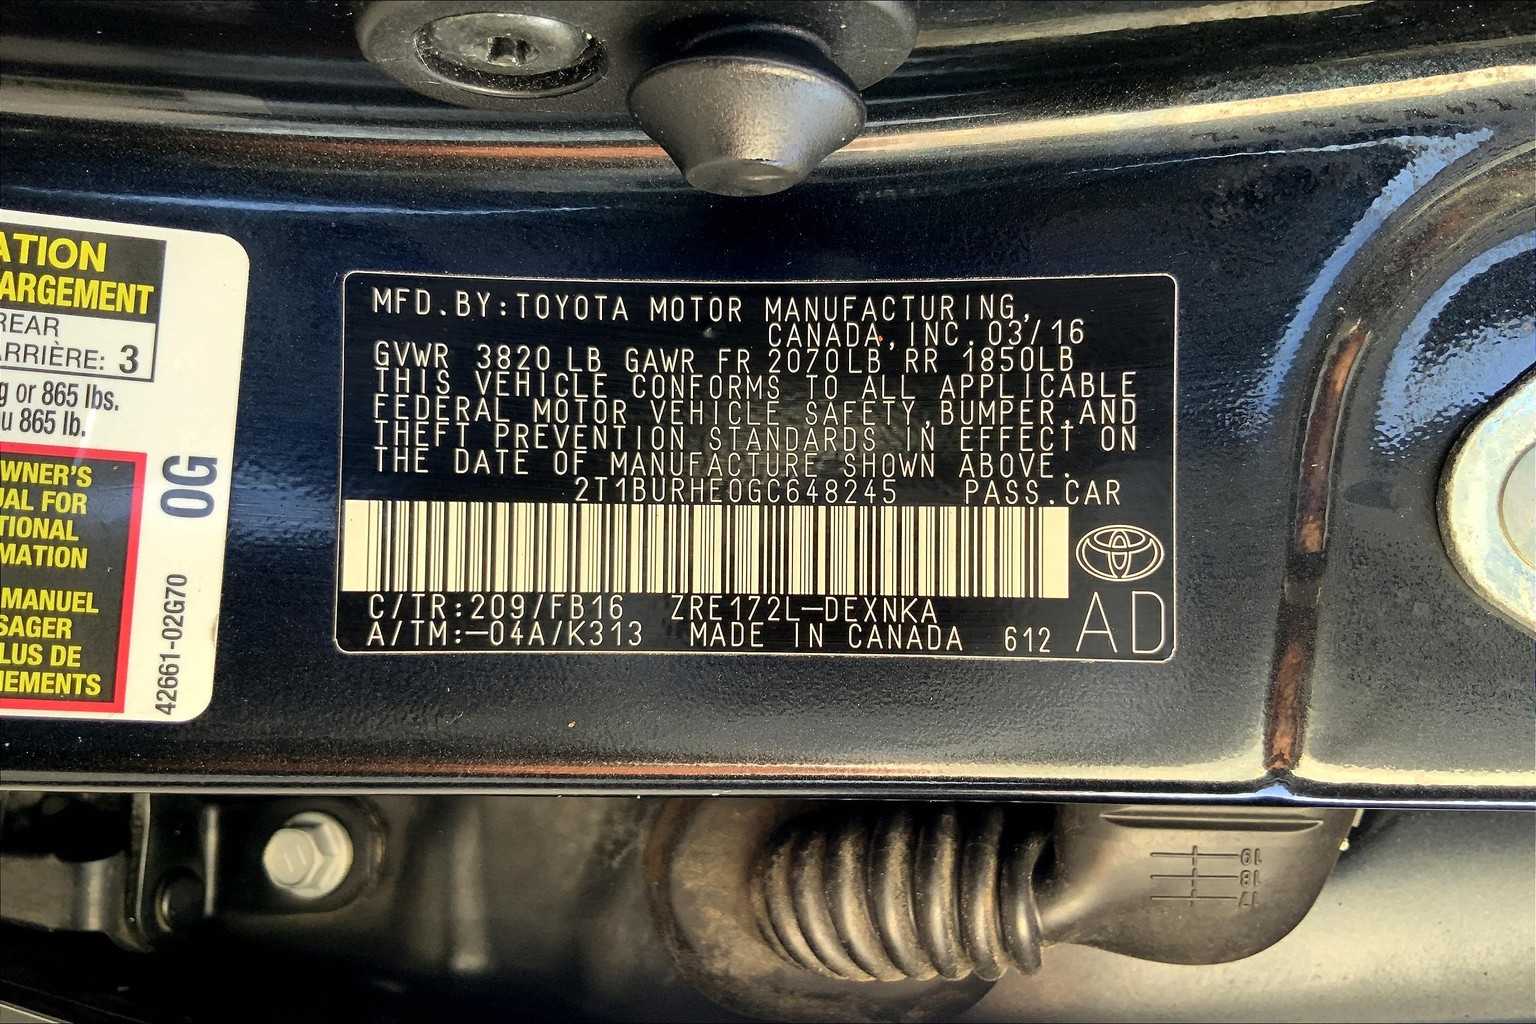 ATION
ARGEMENT
REAR
ARRIÈRE: 3
g or 865 lbs.
u 865 lb.
WNER'S
UAL FOR
TIONAL
MATION
MANUEL
SAGER
LUS DE
NEMENTS
0G
42661-02G70
MFD.BY:TOYOTA MOTOR MANUFACTURING,
CANADA,INC.03/16
GVWR 3820 LB GAWR FR 2070LB RR 1850LB
THIS VEHICLE CONFORMS TO ALL APPLICABLE
FEDERAL MOTOR VEHICLE SAFETY,BUMPER,AND
THEFT PREVENTION STANDARDS IN EFFECT ON
THE DATE OF MANUFACTURE SHOWN ABOVE.
2T1BURHE0GC648245 PASS.CAR
C/TR:209/FB16 ZRE172L-DEXNKA
A/TM:-04A/K313 MADE IN CANADA 612 AD
19
18
17